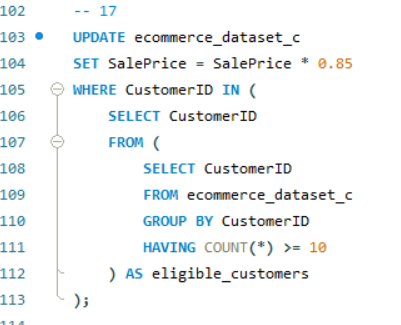 102 -- 17
103 UPDATE ecommerce_dataset_c
104 SET SalePrice = SalePrice * 0.85
105 WHERE CustomerID IN (
106 SELECT CustomerID
107 FROM (
108 SELECT CustomerID
109 FROM ecommerce_dataset_c
110 GROUP BY CustomerID
111 HAVING COUNT(*) >= 10
112 ) AS eligible_customers
113 );
114